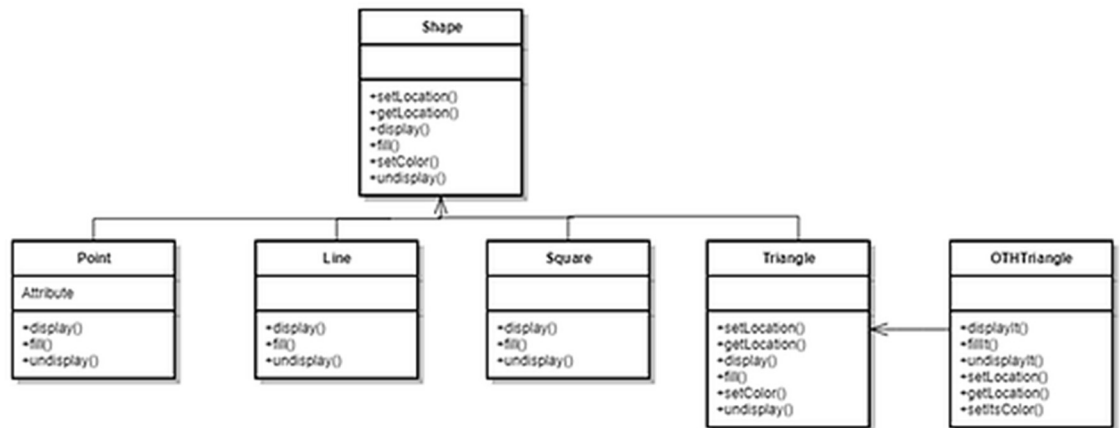 Shape
+setLocation()
+getLocation()
+display()
+fill()
+setColor()
+undisplay()
Point
Attribute
+display()
+fill()
+undisplay()
Line
+display()
+fill()
+undisplay()
Square
+display()
+fill()
+undisplay()
Triangle
+setLocation()
+getLocation()
+display()
+fill()
+setColor()
+undisplay()
OTHTriangle
+displayIt()
+fillIt()
+undisplayIt()
+setLocation()
+getLocation()
+setItsColor()